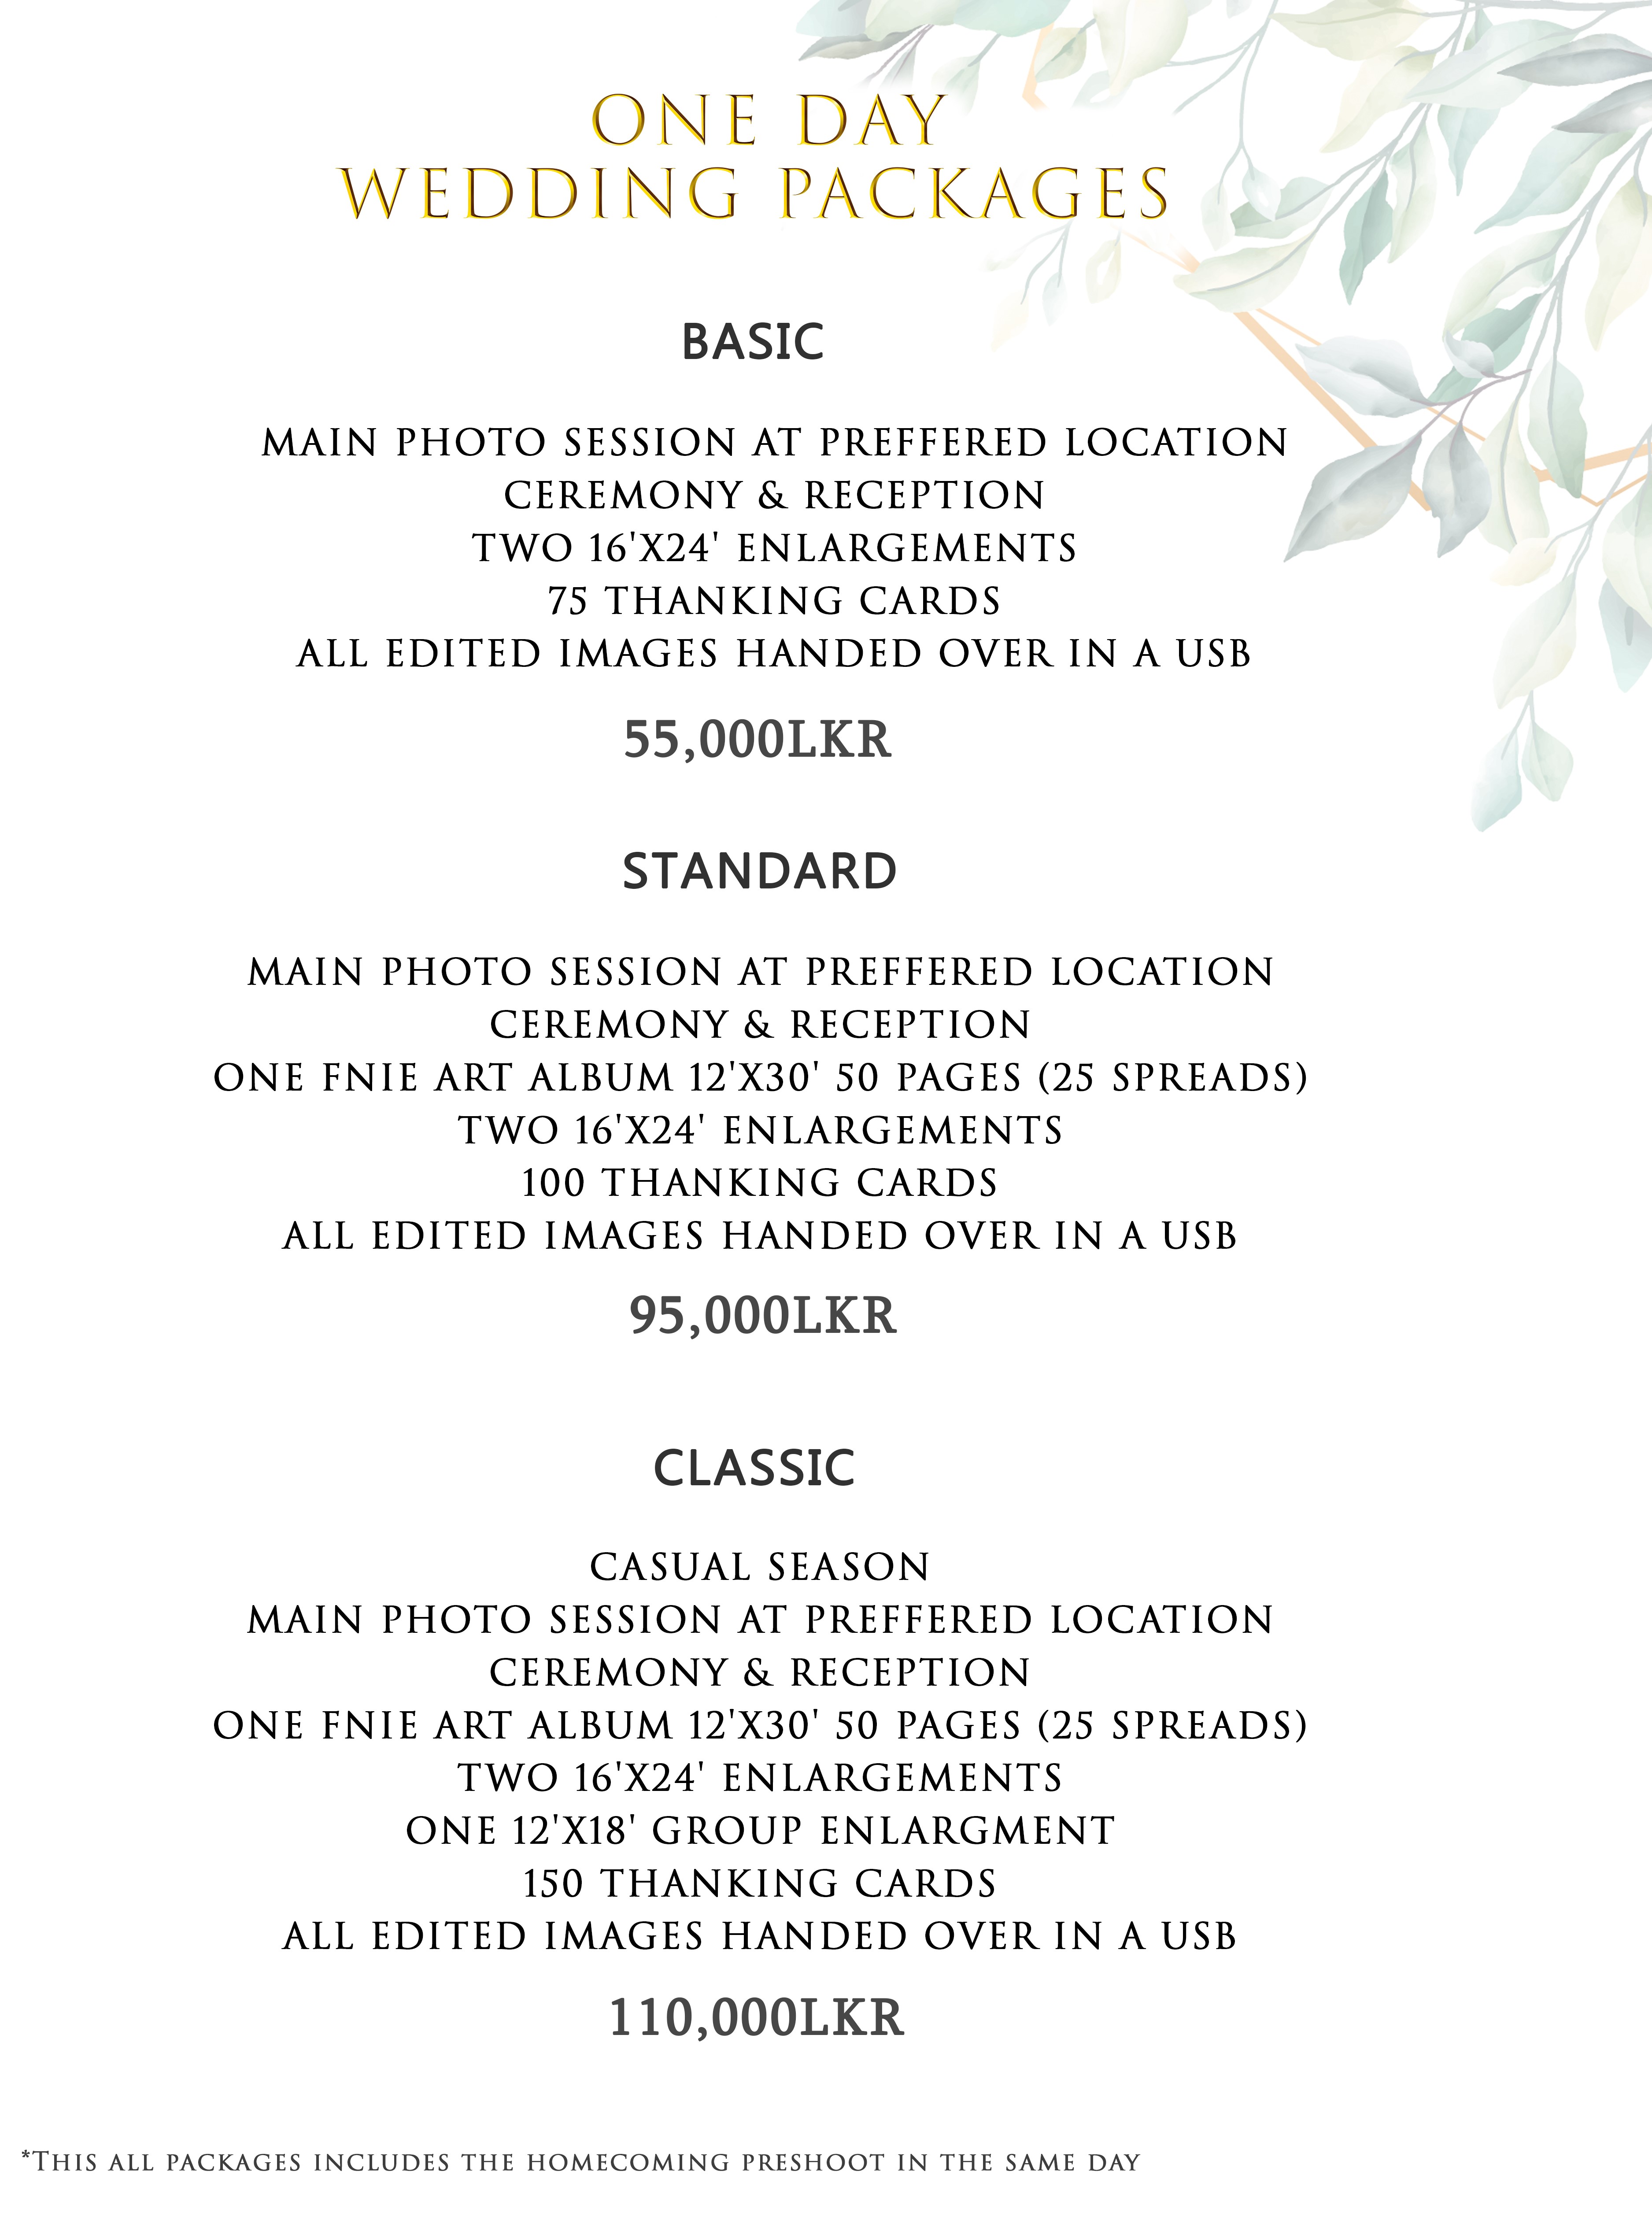 ONE DAY
WEDDING PACKAGES
BASIC
MAIN PHOTO SESSION AT PREFFERED LOCATION
CEREMONY & RECEPTION
TWO 16'X24' ENLARGEMENTS
75 THANKING CARDS
ALL EDITED IMAGES HANDED OVER IN A USB
55,000LKR
STANDARD
MAIN PHOTO SESSION AT PREFFERED LOCATION
CEREMONY & RECEPTION
ONE FNIE ART ALBUM 12'X30' 50 PAGES (25 SPREADS)
TWO 16'X24' ENLARGEMENTS
100 THANKING CARDS
ALL EDITED IMAGES HANDED OVER IN A USB
95,000LKR
CLASSIC
CASUAL SEASON
MAIN PHOTO SESSION AT PREFFERED LOCATION
CEREMONY & RECEPTION
ONE FNIE ART ALBUM 12'X30' 50 PAGES (25 SPREADS)
TWO 16'X24' ENLARGEMENTS
ONE 12'X18' GROUP ENLARGMENT
150 THANKING CARDS
ALL EDITED IMAGES HANDED OVER IN A USB
110,000LKR
*THIS ALL PACKAGES INCLUDES THE HOMECOMING PRESHOOT IN THE SAME DAY